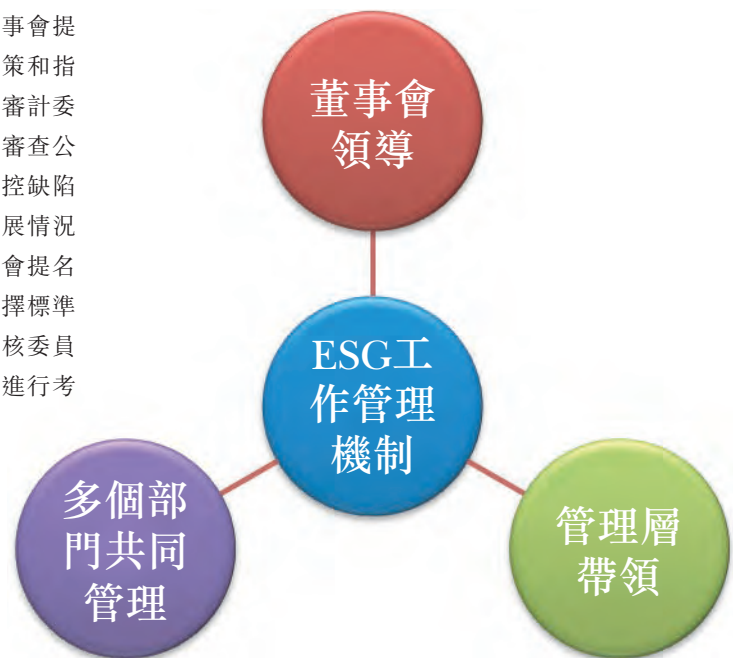 事會提
策和指
審計委
審查公
控缺陷
展情況
會提名
擇標準
核委員
進行考
董事會
領導
ESG工
作管理
機制
多個部
門共同
管理
管理層
帶領